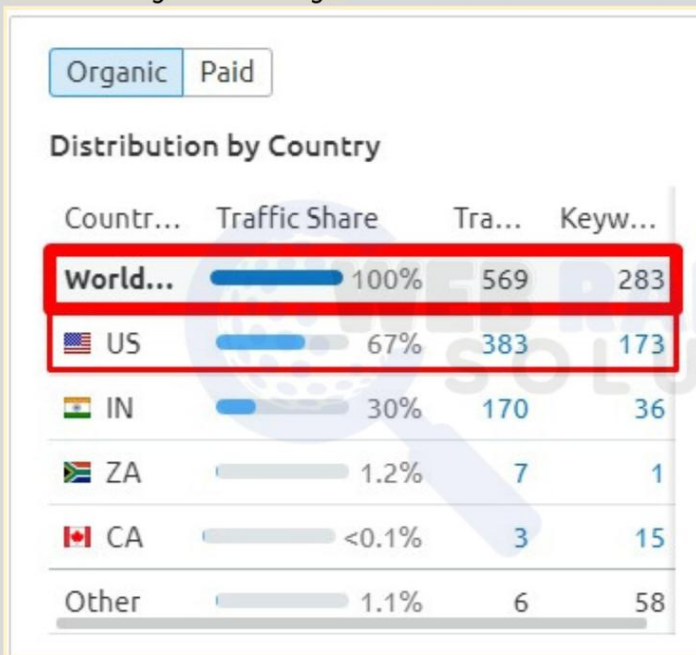 Organic Paid
Distribution by Country
Countr... Traffic Share Tra... Keyw...
World... 100% 569 283
US 67% 383 173
IN 30% 170 36
ZA 1.2% 7 1
CA <0.1% 3 15
Other 1.1% 6 58
WEB